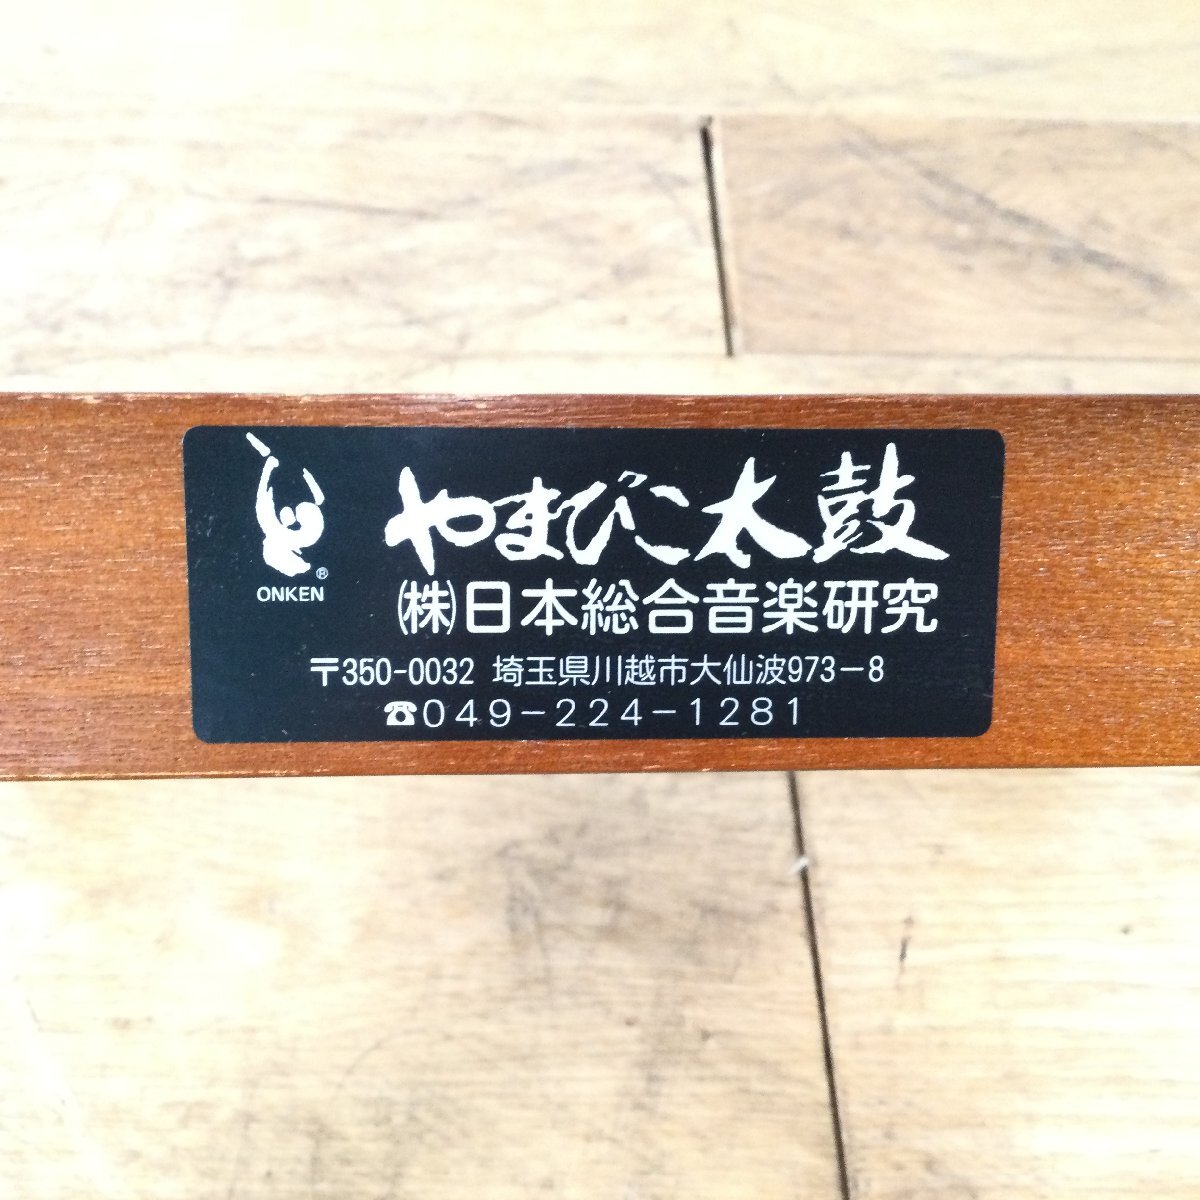 やまびこ太鼓
ONKEN®
㈱日本総合音楽研究
〒350-0032 埼玉県川越市大仙波973-8
☎049-224-1281